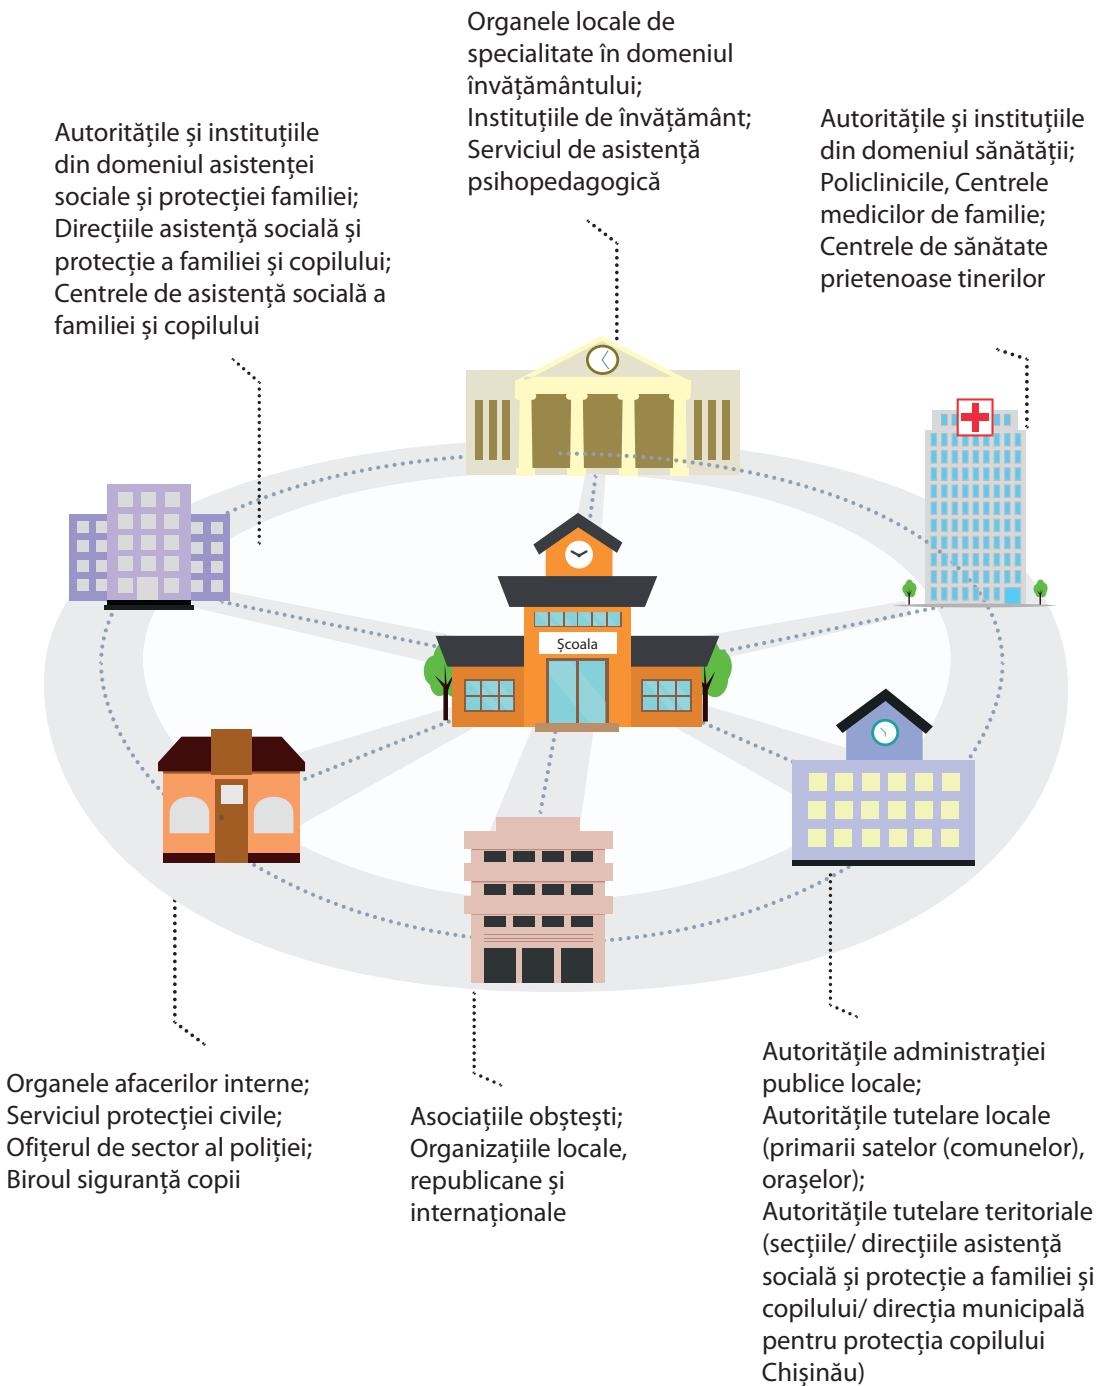 Organele locale de
specialitate în domeniul
învățământului;
Instituțiile de învățământ;
Serviciul de asistență
psihopedagogică
Autoritățile și instituțiile
din domeniul asistenței
sociale și protecției familiei;
Direcțiile asistență socială și
protecție a familiei și copilului;
Centrele de asistență socială a
familiei și copilului
Autoritățile și instituțiile
din domeniul sănătății;
Policlinicile, Centrele
medicilor de familie;
Centrele de sănătate
prietenoase tinerilor
Școala
Organele afacerilor interne;
Serviciul protecției civile;
Ofițerul de sector al poliției;
Biroul siguranță copii
Asociațiile obștești;
Organizațiile locale,
republicane și
internaționale
Autoritățile administrației
publice locale;
Autoritățile tutelare locale
(primarii satelor (comunelor),
orașelor);
Autoritățile tutelare teritoriale
(secțiile/ direcțiile asistență
socială și protecție a familiei și
copilului/ direcția municipală
pentru protecția copilului
Chișinău)